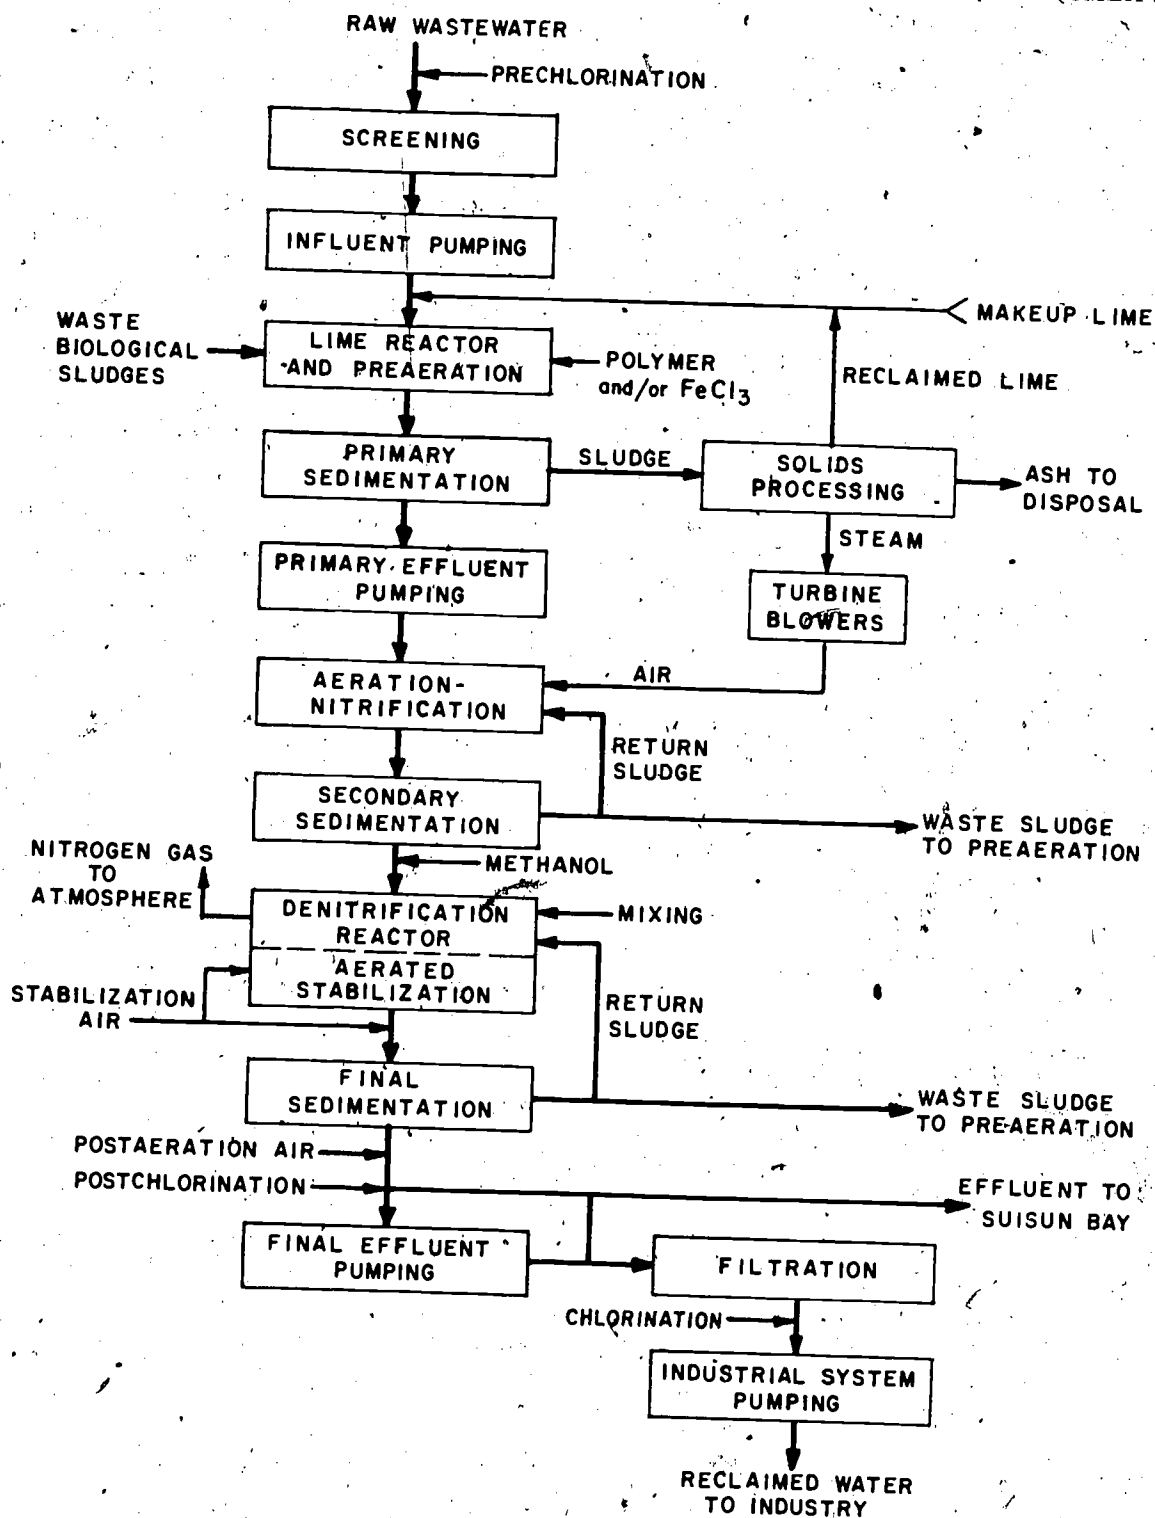 RAW WASTEWATER
PRECHLORINATION
SCREENING
INFLUENT PUMPING
MAKEUP LIME
WASTE
BIOLOGICAL
SLUDGES
LIME REACTOR
AND PREAERATION
POLYMER
and/or FeCl3
RECLAIMED LIME
PRIMARY
SEDIMENTATION
SLUDGE
SOLIDS
PROCESSING
ASH TO
DISPOSAL
STEAM
PRIMARY EFFLUENT
PUMPING
TURBINE
BLOWERS
AERATION-
NITRIFICATION
AIR
RETURN
SLUDGE
SECONDARY
SEDIMENTATION
WASTE SLUDGE
TO PREAERATION
METHANOL
NITROGEN GAS
TO
ATMOSPHERE
DENITRIFICATION
REACTOR
MIXING
AERATED
STABILIZATION
STABILIZATION
AIR
RETURN
SLUDGE
FINAL
SEDIMENTATION
WASTE SLUDGE
TO PREAERATION
POSTAERATION AIR
POSTCHLORINATION
EFFLUENT TO
SUISUN BAY
FINAL EFFLUENT
PUMPING
FILTRATION
CHLORINATION
INDUSTRIAL SYSTEM
PUMPING
RECLAIMED WATER
TO INDUSTRY